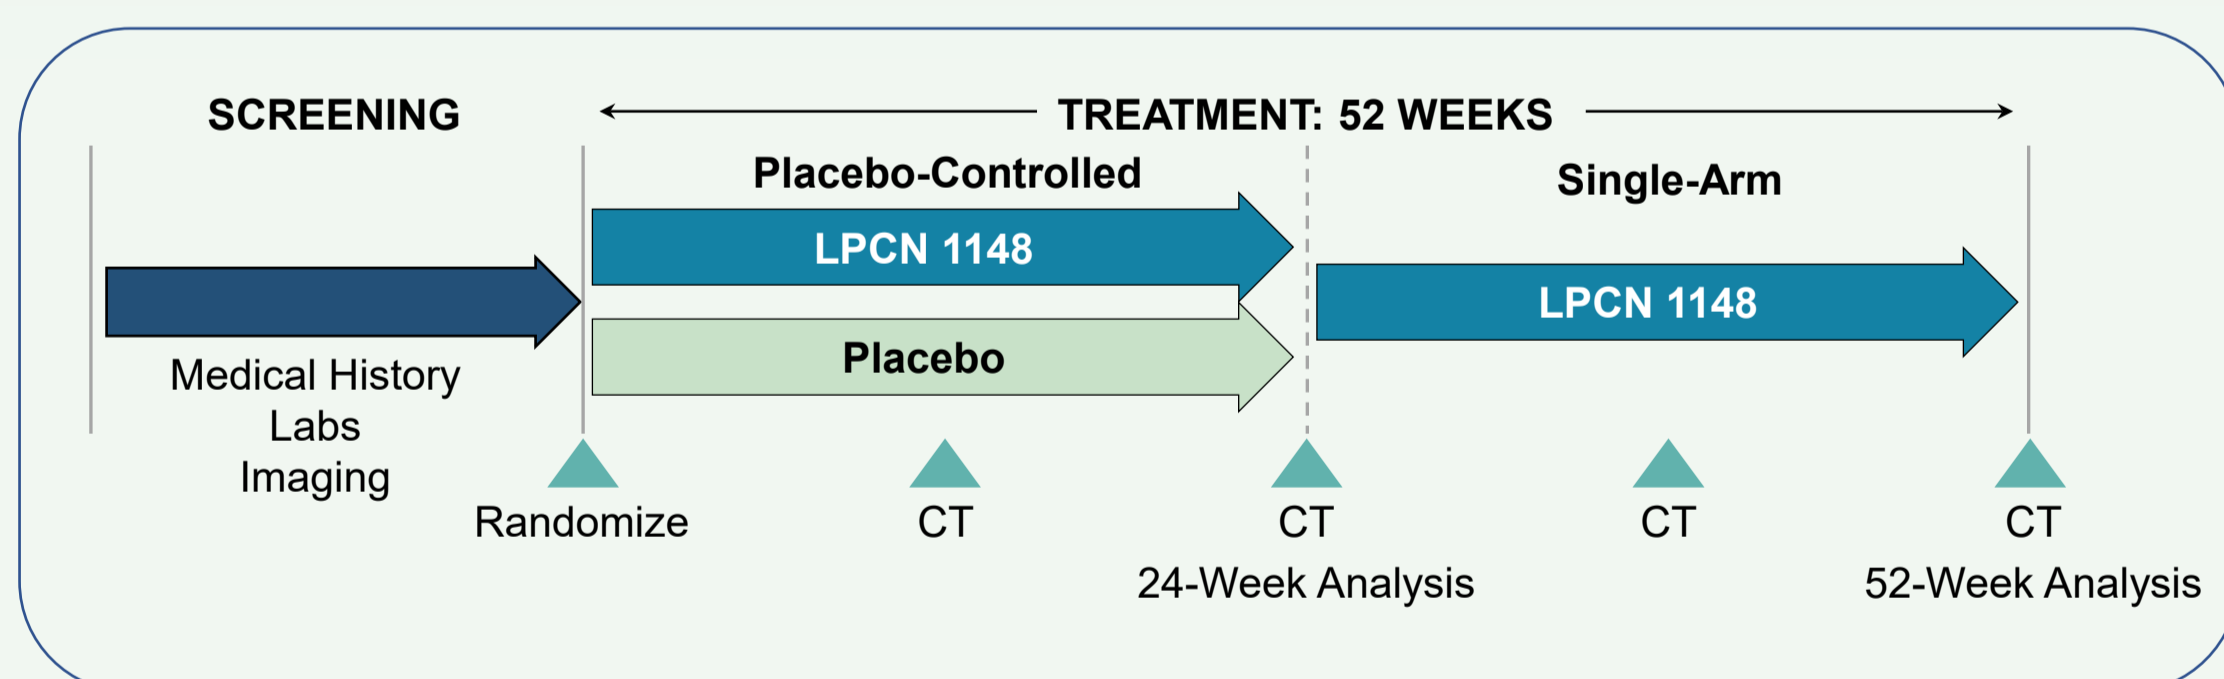 SCREENING
TREATMENT: 52 WEEKS
Placebo-Controlled
Single-Arm
LPCN 1148
LPCN 1148
Placebo
Medical History
Labs
Imaging
Randomize
CT
CT
CT
CT
24-Week Analysis
52-Week Analysis